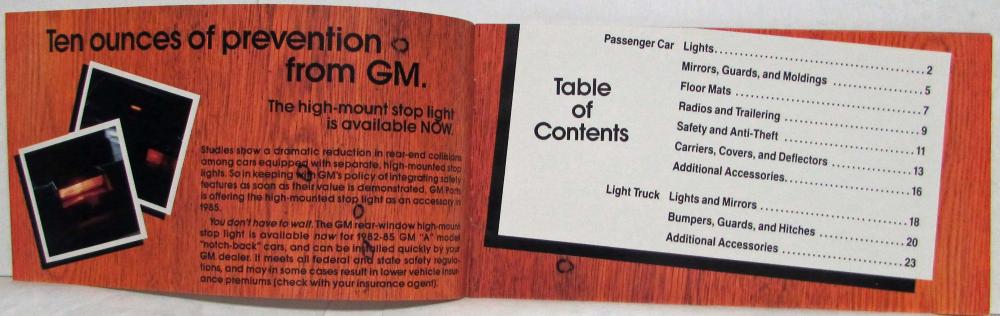 Ten ounces of prevention
from GM.
The high-mount stop light
is available NOW.
Studies show a dramatic reduction in rear-end collisions
among cars equipped with separate, high-mounted stop
lights. So in keeping with GM's policy of integrating safety
features as soon as their value is demonstrated, GM Parts
is offering the high-mounted stop light as an accessory in
1985.
You don't have to wait. The GM rear-window high-mount
stop light is available now for 1982-85 GM "A" model
"notch-back" cars, and can be installed quickly by your
GM dealer. It meets all federal and state safety regula-
tions, and may in some cases result in lower vehicle insur-
ance premiums (check with your insurance agent).
Table
of
Contents
Passenger Car Lights. . . . . . . . . . . . . . . . . . . . . . . . . . . . . . 2
Mirrors, Guards, and Moldings . . . . . . . . . . . . . . 5
Floor Mats . . . . . . . . . . . . . . . . . . . . . . . . . . . . 7
Radios and Trailering . . . . . . . . . . . . . . . . . . . . 9
Safety and Anti-Theft . . . . . . . . . . . . . . . . . . . . 11
Carriers, Covers, and Deflectors . . . . . . . . . . . . 13
Additional Accessories. . . . . . . . . . . . . . . . . . . 16
Light Truck Lights and Mirrors . . . . . . . . . . . . . . . . . . . . . . 18
Bumpers, Guards, and Hitches . . . . . . . . . . . . . 20
Additional Accessories . . . . . . . . . . . . . . . . . . 23